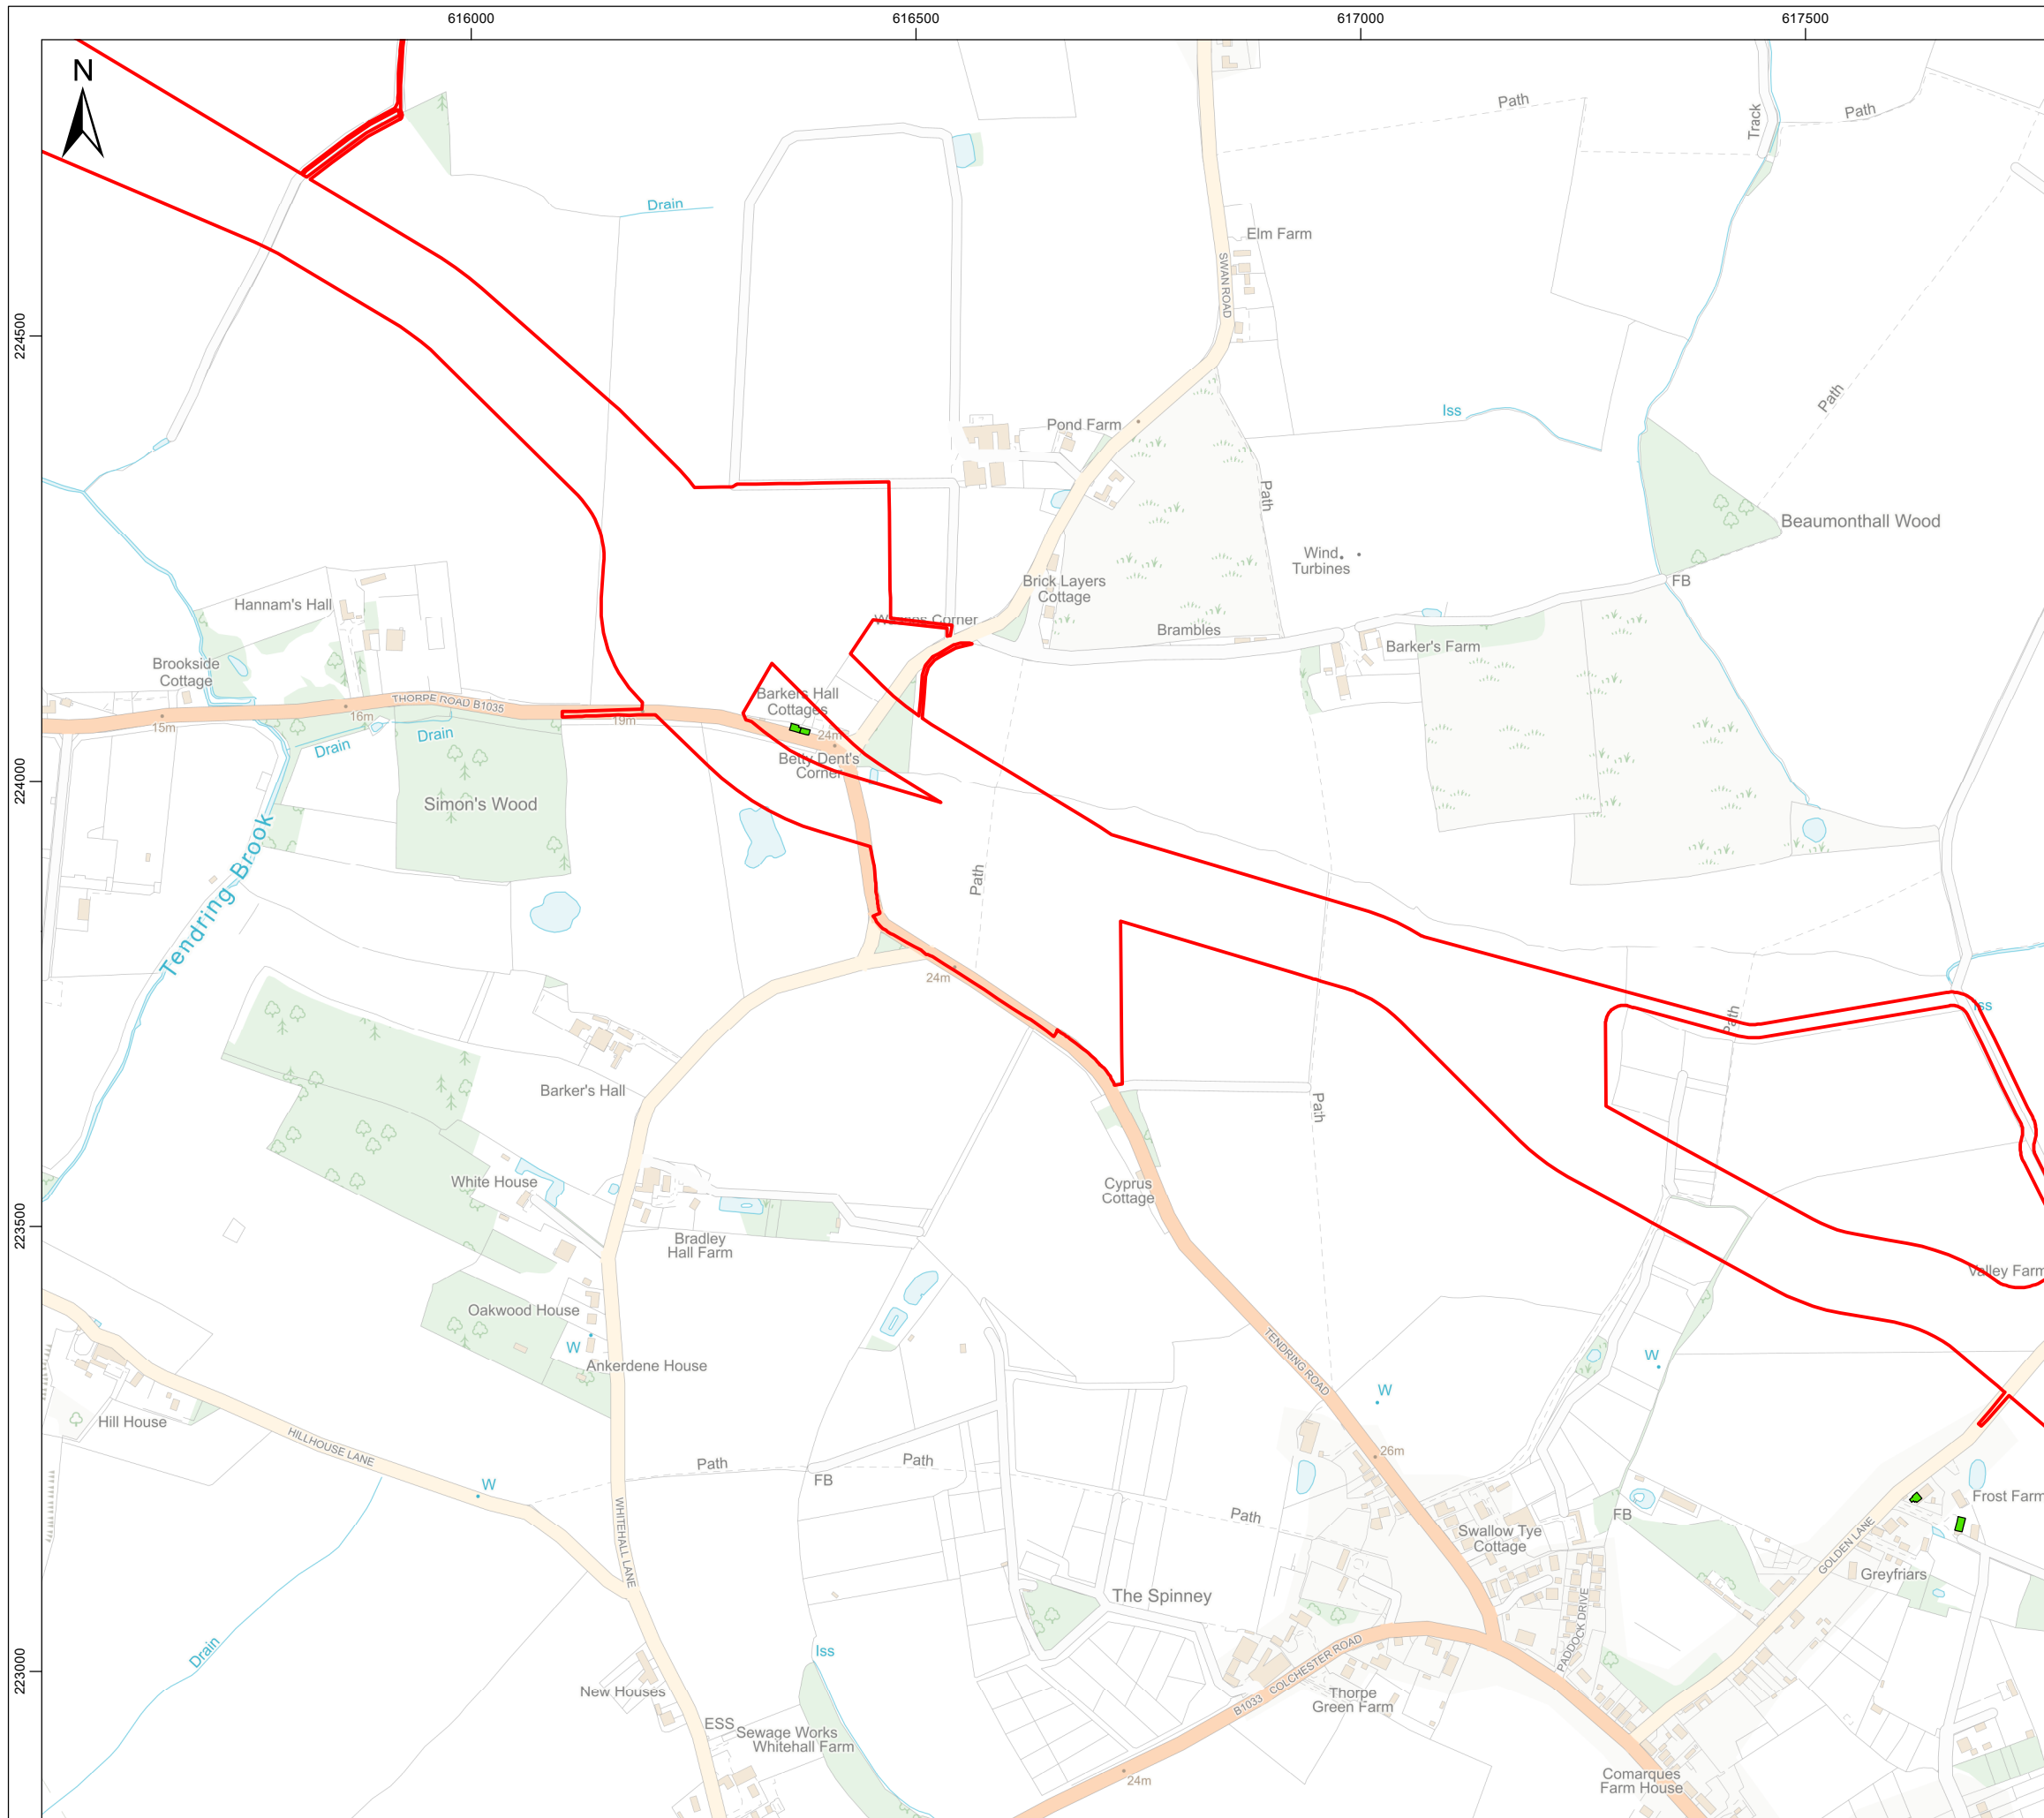 616000
616500
617000
617500
N
Path
Track
Path
Drain
Elm Farm
SWAN ROAD
224500
Iss
Path
Pond Farm
Path
Beaumonthall Wood
Wind
Turbines
FB
Brick Layers
Cottage
Hannam's Hall
Corner
Brambles
Barker's Farm
Brookside
Cottage
THORPE ROAD B1035
Barkers Hall
Cottages
15m
16m
19m
24m
Drain
Drain
Betty Dent's
Corner
224000
Simon's Wood
Tendring Brook
Path
24m
Iss
Path
Barker's Hall
Path
White House
Cyprus
Cottage
223500
Bradley
Hall Farm
Valley Farm
Oakwood House
W
Ankerdene House
TENDRING ROAD
W
W
Hill House
HILLHOUSE LANE
26m
Path
Path
FB
W
Frost Farm
WHITEHALL LANE
Path
FB
Swallow Tye
Cottage
GOLDEN LANE
Greyfriars
The Spinney
PADDOCK DRIVE
Drain
Iss
223000
B1033
COLCHESTER ROAD
New Houses
Thorpe
Green Farm
ESS
Sewage Works
Whitehall Farm
24m
Comarques
Farm House